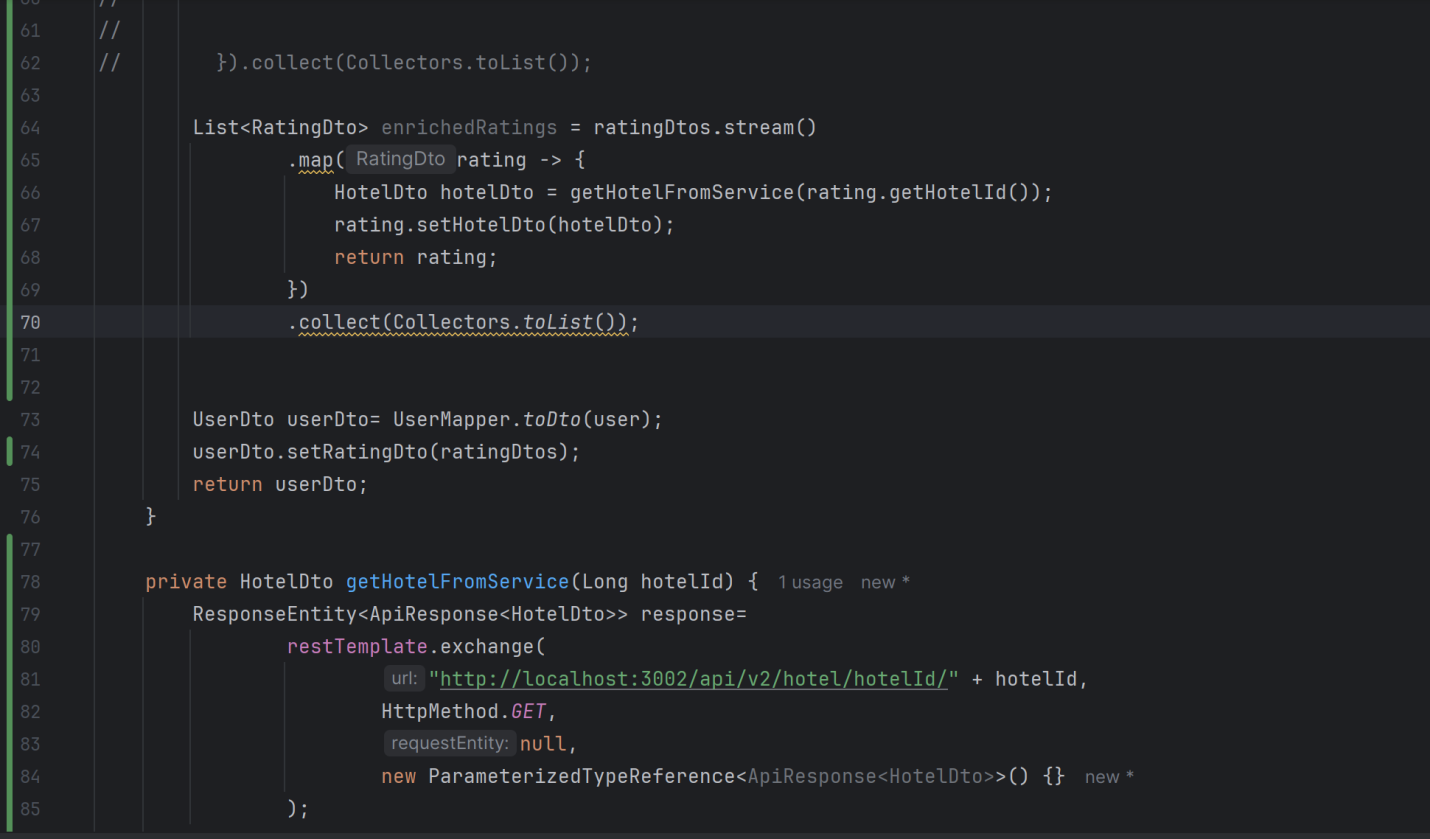 60 //
61 //
62 // }).collect(Collectors.toList());
63
64 List<RatingDto> enrichedRatings = ratingDtos.stream()
65 .map( RatingDto rating -> {
66 HotelDto hotelDto = getHotelFromService(rating.getHotelId());
67 rating.setHotelDto(hotelDto);
68 return rating;
69 })
70 .collect(Collectors.toList());
71
72
73 UserDto userDto= UserMapper.toDto(user);
74 userDto.setRatingDto(ratingDtos);
75 return userDto;
76 }
77
78 private HotelDto getHotelFromService(Long hotelId) { 1 usage new *
79 ResponseEntity<ApiResponse<HotelDto>> response=
80 restTemplate.exchange(
81 url: "http://localhost:3002/api/v2/hotel/hotelId/" + hotelId,
82 HttpMethod.GET,
83 requestEntity: null,
84 new ParameterizedTypeReference<ApiResponse<HotelDto>>() {} new *
85 );